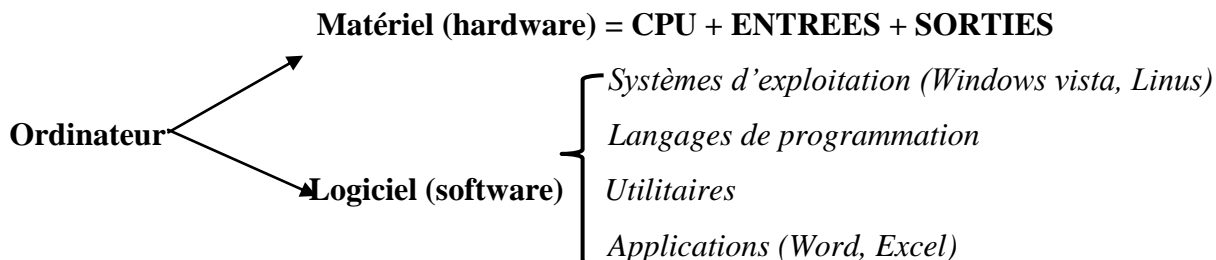 Matériel (hardware) = CPU + ENTREES + SORTIES
Systèmes d’exploitation (Windows vista, Linus)
Ordinateur
Langages de programmation
Logiciel (software)
Utilitaires
Applications (Word, Excel)